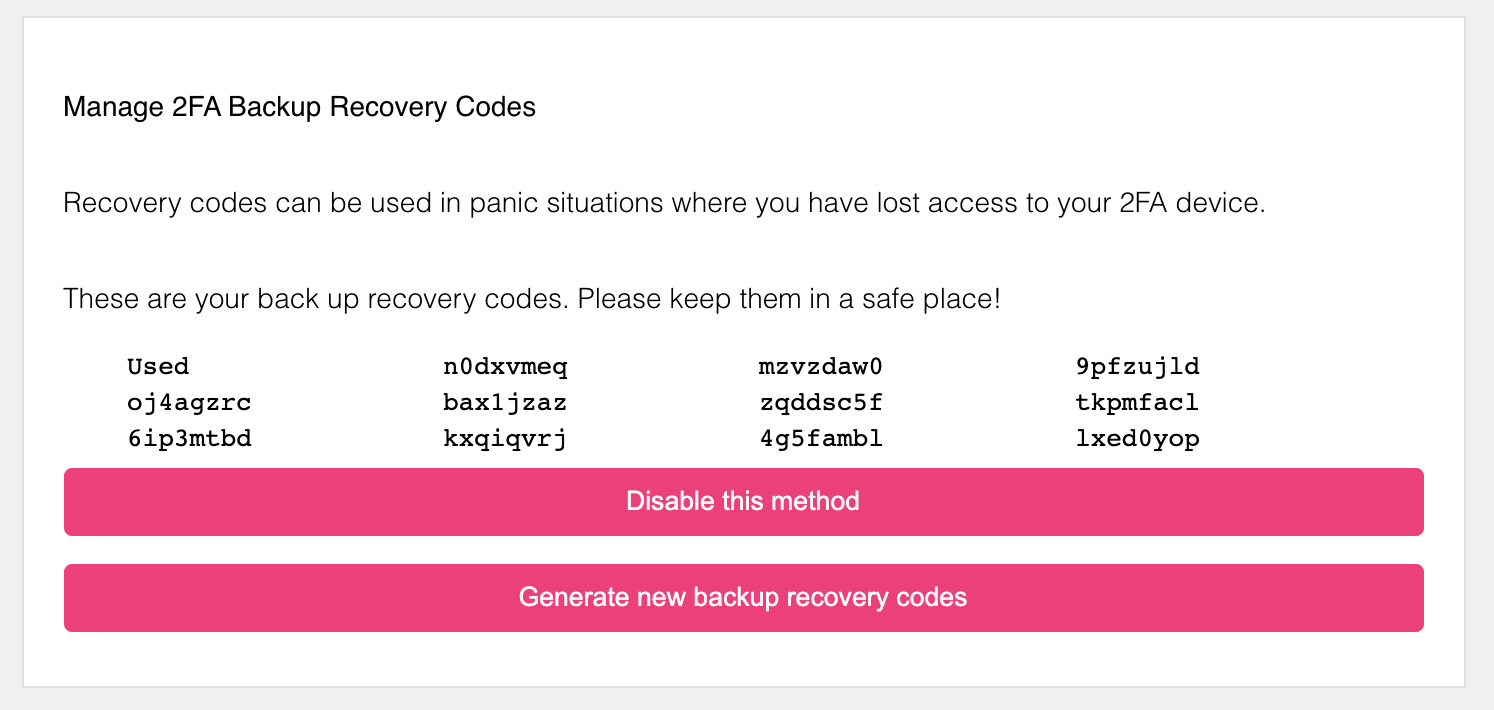 Manage 2FA Backup Recovery Codes
Recovery codes can be used in panic situations where you have lost access to your 2FA device.
These are your back up recovery codes. Please keep them in a safe place!
Used n0dxvmeq mzvzdaw0 9pfzujld
oj4agzrc bax1jzaz zqddsc5f tkpmfacl
6ip3mtbd kxqiqvrj 4g5fambl lxed0yop
Disable this method
Generate new backup recovery codes